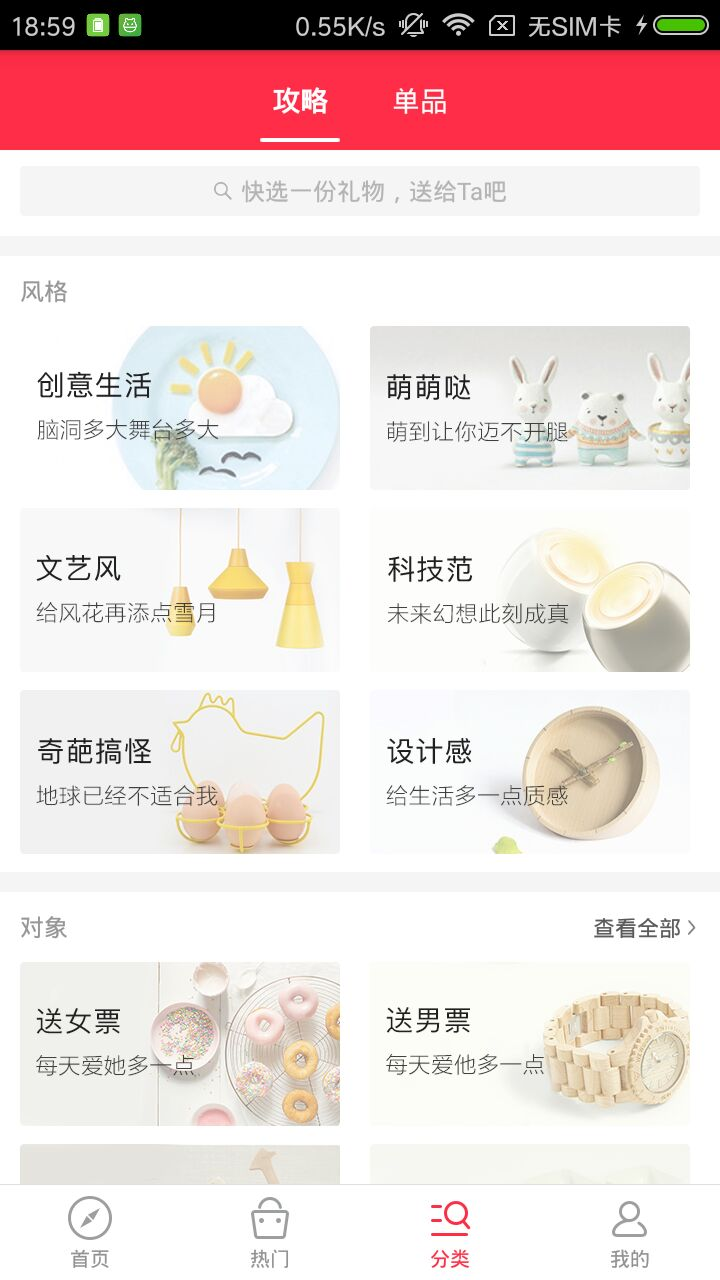 18:59 0.55K/s 无SIM卡
攻略 单品
快选一份礼物，送给Ta吧
风格
创意生活
脑洞多大舞台多大
萌萌哒
萌到让你迈不开腿
文艺风
给风花再添点雪月
科技范
未来幻想此刻成真
奇葩搞怪
地球已经不适合我
设计感
给生活多一点质感
对象 查看全部
送女票
每天爱她多一点
送男票
每天爱他多一点
首页 热门 分类 我的